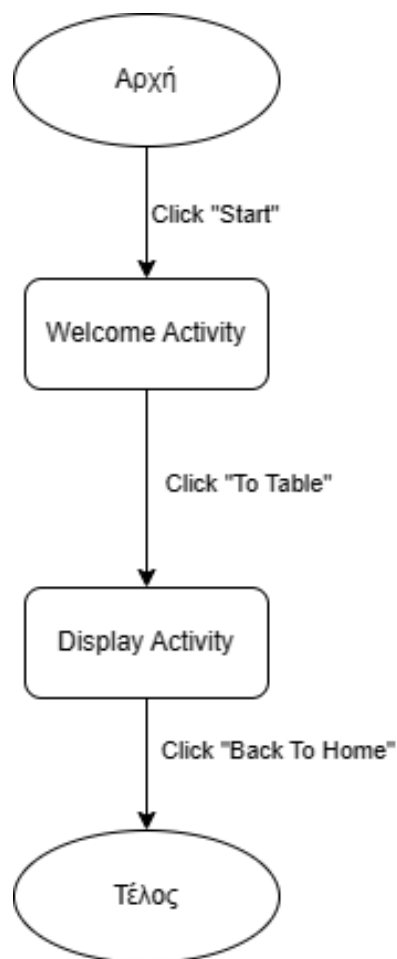 Αρχή
Click "Start"
Welcome Activity
Click "To Table"
Display Activity
Click "Back To Home"
Τέλος